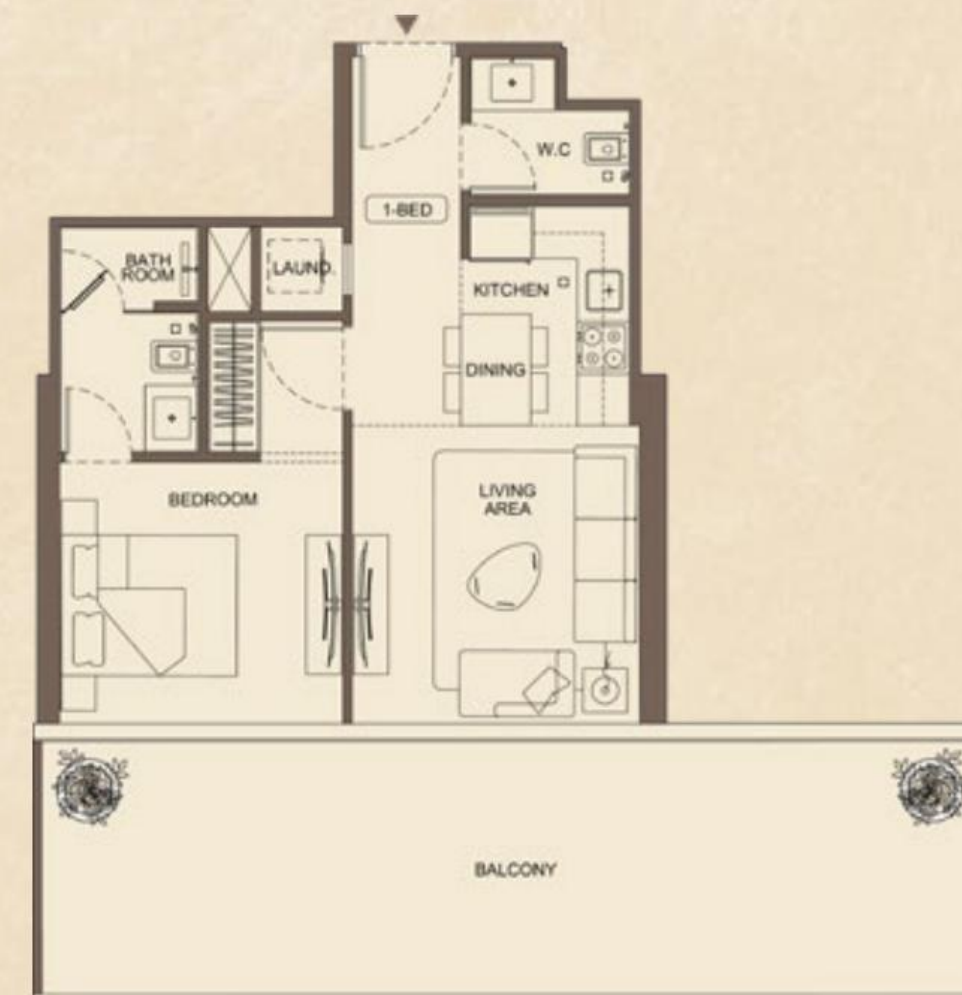 W.C
1-BED
BATH
ROOM
LAUND.
KITCHEN
DINING
BEDROOM
LIVING
AREA
BALCONY